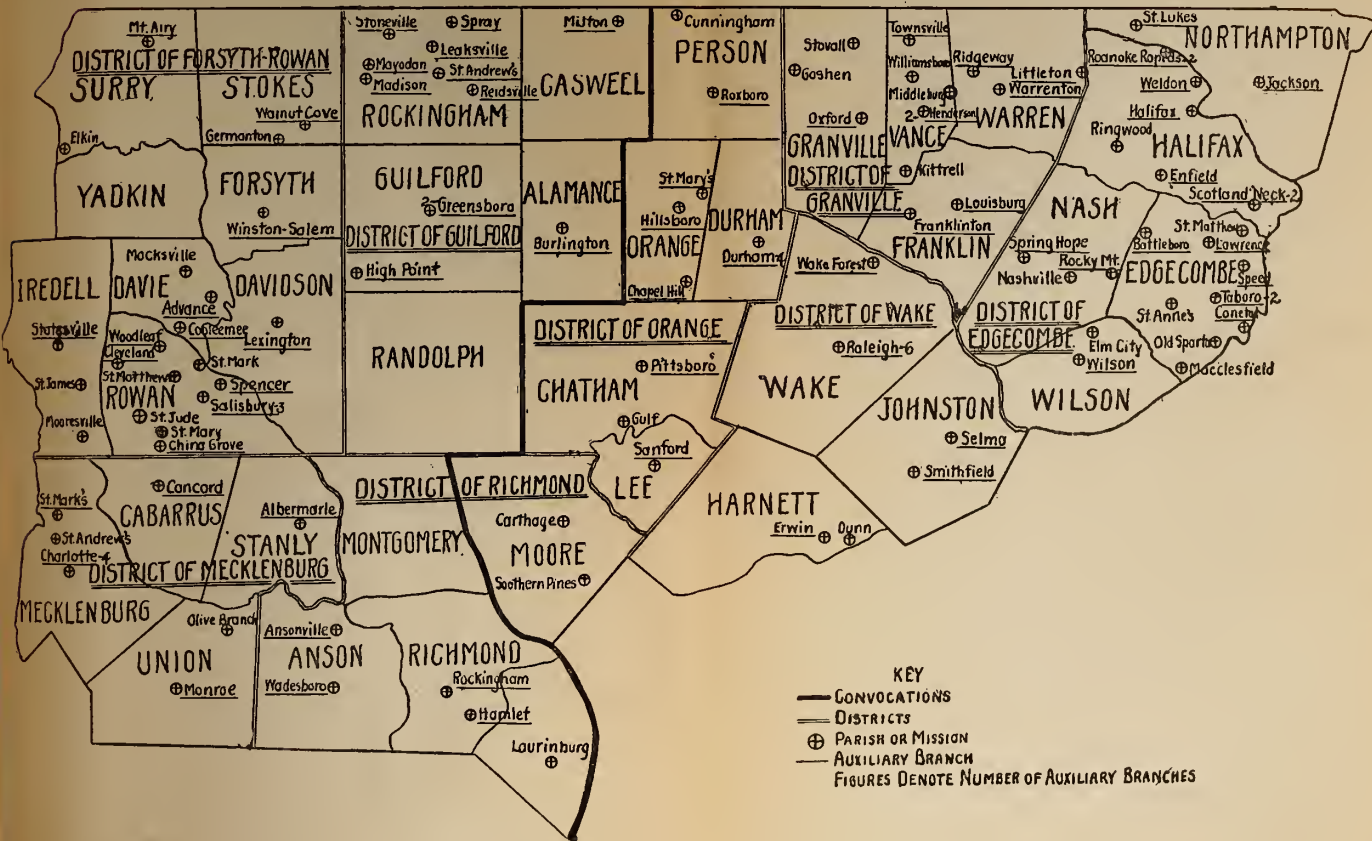 Mt. Airy
DISTRICT OF FORSYTH-ROWAN
SURRY
STOKES
Walnut Cove
Germanton
Elkin
Stoneville
Spray
Leaksville
Mayodan
St. Andrew's
Madison
Reidsville
ROCKINGHAM
Milton
CASWELL
Cunningham
PERSON
Roxboro
Stovall
Goshen
Oxford
GRANVILLE
DISTRICT OF
GRANVILLE
Townsville
Williamsboro
Middleburg
2- Henderson
VANCE
Kittrell
Ridgeway
Littleton
Warrenton
WARREN
St. Lukes
NORTHAMPTON
Roanoke Rapids-2
Weldon
Jackson
Halifax
Ringwood
HALIFAX
Enfield
Scotland Neck-2
YADKIN
FORSYTH
Winston-Salem
GUILFORD
2 Greensboro
DISTRICT OF GUILFORD
High Point
ALAMANCE
Burlington
St. Mary's
Hillsboro
ORANGE
Chapel Hill
DURHAM
Durham-4
Franklinton
Louisburg
FRANKLIN
Wake Forest
NASH
Spring Hope
Rocky Mt.
Nashville
Battleboro
St. Matthew
Lawrence
EDGECOMBE
Speed
Tarboro-2
Conetoe
St. Anne's
Old Sparta
Macclesfield
DISTRICT OF
EDGECOMBE
Elm City
Wilson
WILSON
IREDELL
Statesville
St. James
Mooresville
Mocksville
DAVIE
Advance
Cooleemee
Woodleaf
Cleveland
St. Matthew
ROWAN
St. Mark
Spencer
Salisbury-3
St. Jude
St. Mary
China Grove
DAVIDSON
Lexington
RANDOLPH
DISTRICT OF ORANGE
Pittsboro
CHATHAM
Gulf
Sanford
LEE
DISTRICT OF WAKE
Raleigh-6
WAKE
JOHNSTON
Selma
Smithfield
HARNETT
Erwin
Dunn
St. Mark's
St. Andrew's
Charlotte-4
Concord
CABARRUS
Albermarle
STANLY
DISTRICT OF MECKLENBURG
MECKLENBURG
DISTRICT OF RICHMOND
MONTGOMERY
Carthage
MOORE
Southern Pines
Olive Branch
UNION
Monroe
Ansonville
ANSON
Wadesboro
RICHMOND
Rockingham
Hamlet
Laurinburg
KEY
CONVOCATIONS
DISTRICTS
PARISH OR MISSION
AUXILIARY BRANCH
FIGURES DENOTE NUMBER OF AUXILIARY BRANCHES